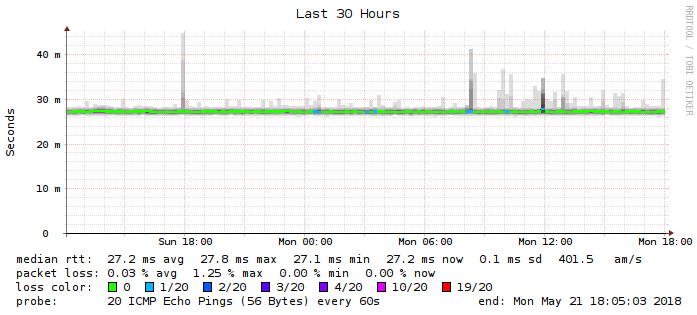 Last 30 Hours
RRDTOOL / TOBI OETIKER
Seconds
40 m
30 m
20 m
10 m
0
Sun 18:00 Mon 00:00 Mon 06:00 Mon 12:00 Mon 18:00
median rtt: 27.2 ms avg 27.8 ms max 27.1 ms min 27.2 ms now 0.1 ms sd 401.5 am/s
packet loss: 0.03 % avg 1.25 % max 0.00 % min 0.00 % now
loss color: 0 1/20 2/20 3/20 4/20 10/20 19/20
probe: 20 ICMP Echo Pings (56 Bytes) every 60s end: Mon May 21 18:05:03 2018